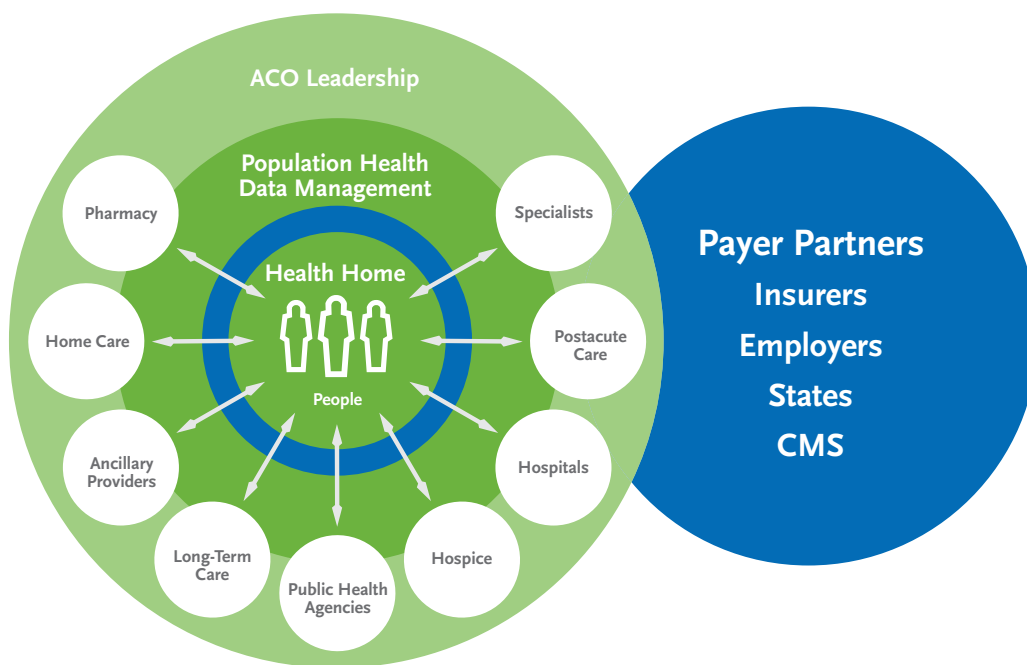 ACO Leadership
Population Health
Data Management
Health Home
People
Pharmacy
Home Care
Ancillary
Providers
Long-Term
Care
Public Health
Agencies
Hospice
Hospitals
Postacute
Care
Specialists
Payer Partners
Insurers
Employers
States
CMS